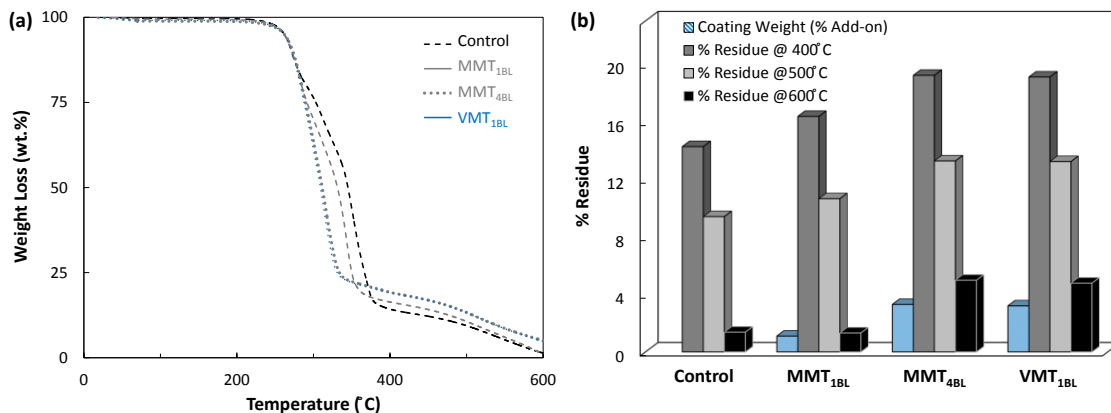 (a)
100
75
50
25
0
Weight Loss (wt.%)
0
200
400
600
Temperature (˚C)
Control
MMT1BL
MMT4BL
VMT1BL
(b)
Coating Weight (% Add-on)
% Residue @ 400˚C
% Residue @500˚C
% Residue @600˚C
20
16
12
8
4
0
% Residue
Control
MMT1BL
MMT4BL
VMT1BL